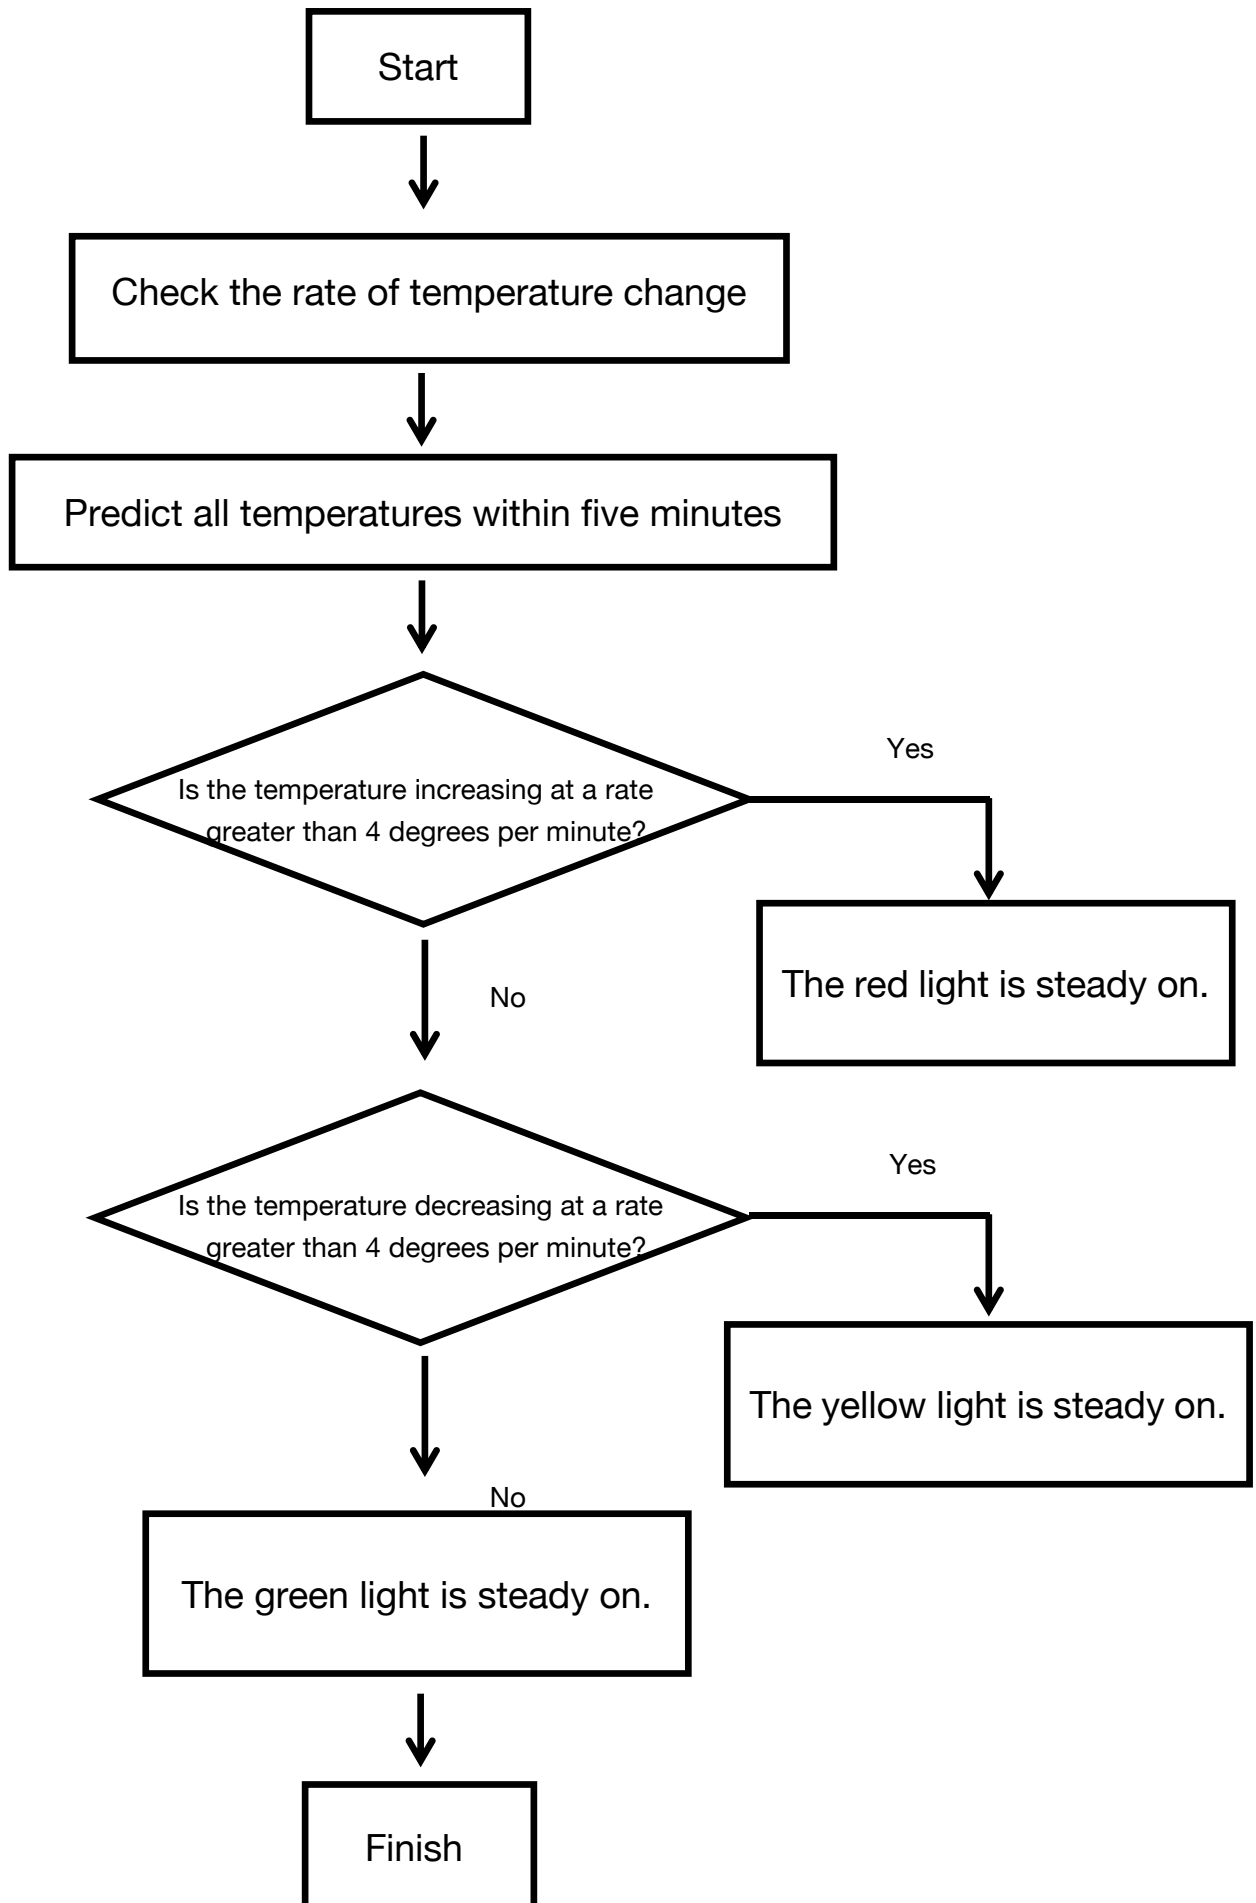 Start
Check the rate of temperature change
Predict all temperatures within five minutes
Is the temperature increasing at a rate
greater than 4 degrees per minute?
Yes
The red light is steady on.
No
Is the temperature decreasing at a rate
greater than 4 degrees per minute?
Yes
The yellow light is steady on.
No
The green light is steady on.
Finish